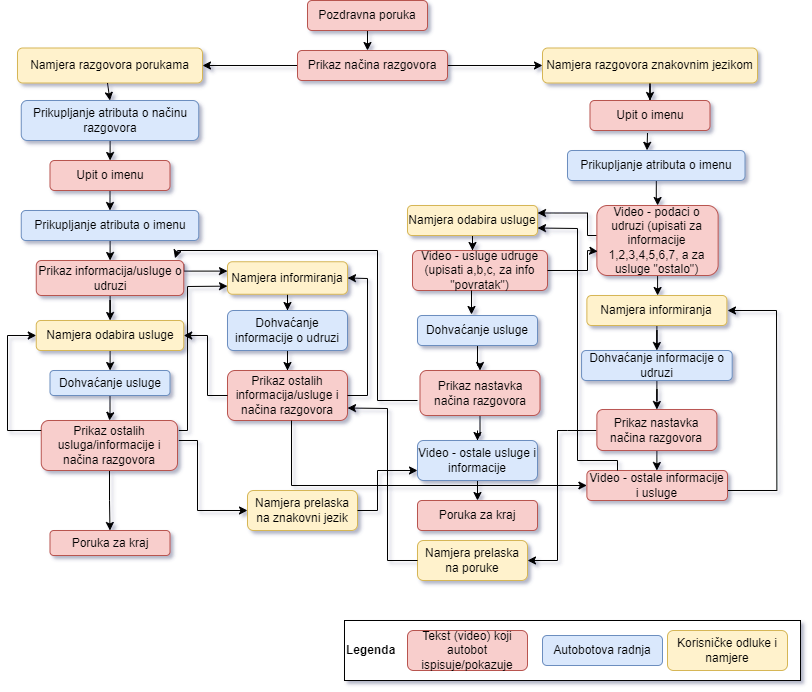 Pozdravna poruka
Prikaz načina razgovora
Namjera razgovora porukama
Namjera razgovora znakovnim jezikom
Prikupljanje atributa o načinu
razgovora
Upit o imenu
Prikupljanje atributa o imenu
Prikaz informacija/usluge o
udruzi
Namjera odabira usluge
Dohvaćanje usluge
Prikaz ostalih
usluga/informacije i
načina razgovora
Poruka za kraj
Namjera informiranja
Dohvaćanje
informacije o udruzi
Prikaz ostalih
informacija/usluge i
načina razgovora
Namjera prelaska
na znakovni jezik
Namjera odabira usluge
Video - usluge udruge
(upisati a,b,c, za info
"povratak")
Dohvaćanje usluge
Prikaz nastavka
načina razgovora
Video - ostale usluge i
informacije
Poruka za kraj
Namjera prelaska
na poruke
Upit o imenu
Prikupljanje atributa o imenu
Video - podaci o
udruzi (upisati za
informacije
1,2,3,4,5,6,7, a za
usluge "ostalo")
Namjera informiranja
Dohvaćanje informacije o
udruzi
Prikaz nastavka
načina razgovora
Video - ostale informacije
i usluge
Legenda
Tekst (video) koji
autobot
ispisuje/pokazuje
Autobotova radnja
Korisničke odluke i
namjere